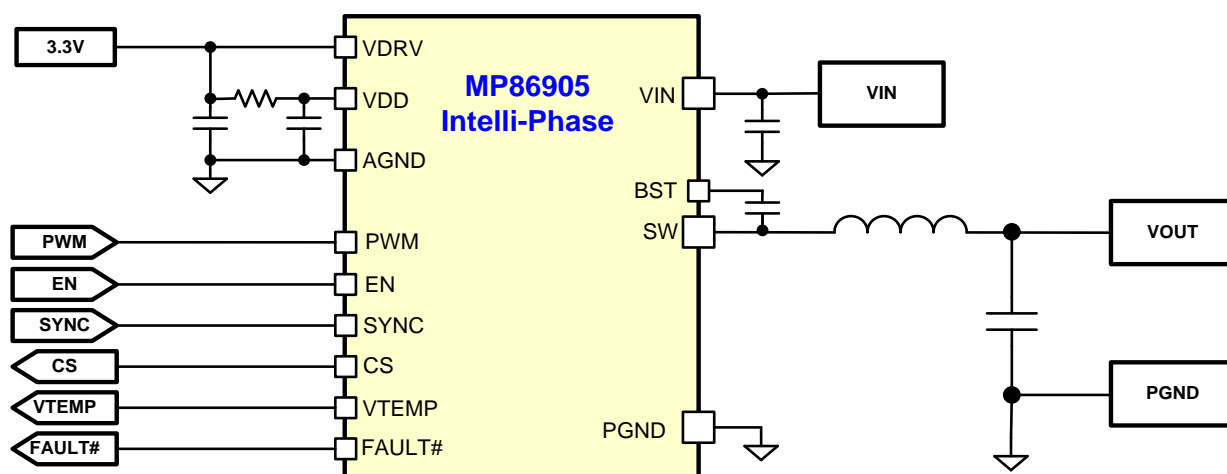 3.3V
VDRV
VDD
AGND
MP86905
Intelli-Phase
VIN
VIN
BST
SW
VOUT
PWM
PWM
EN
EN
SYNC
SYNC
CS
CS
VTEMP
VTEMP
FAULT#
FAULT#
PGND
PGND